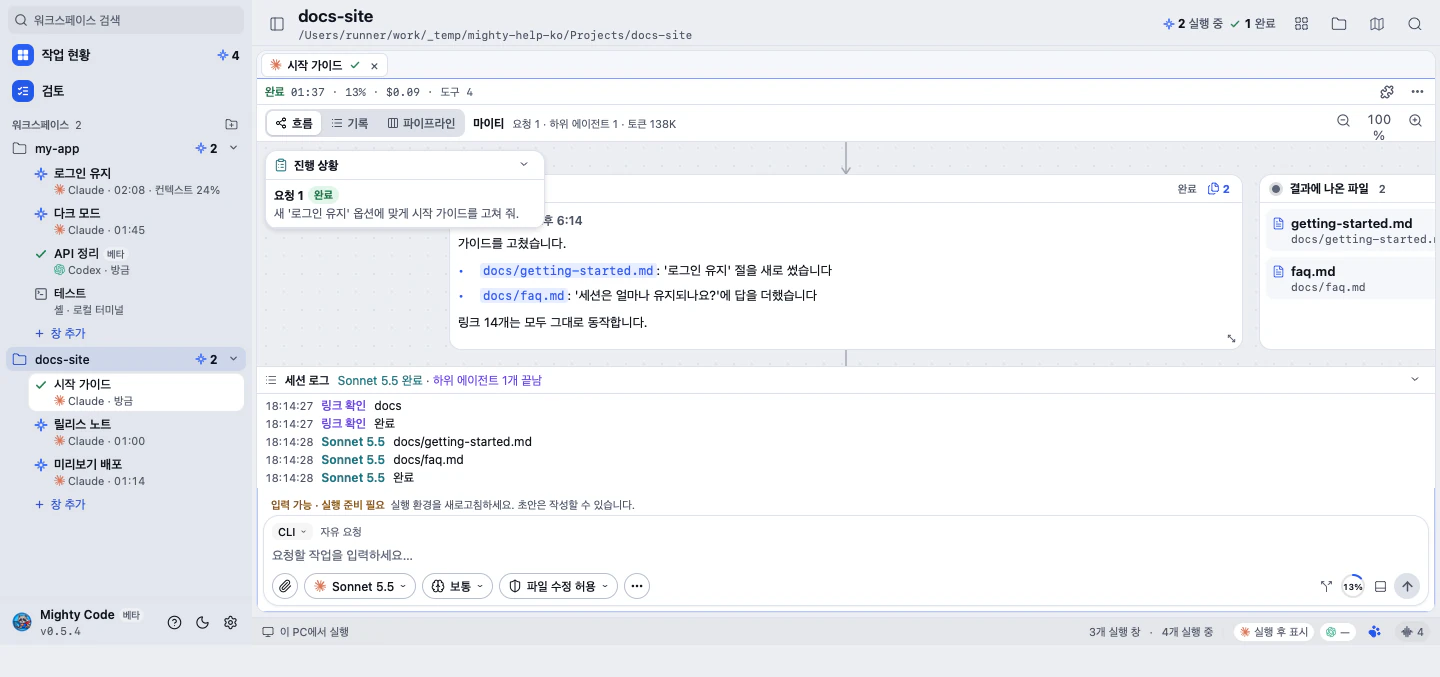 워크스페이스 검색
작업 현황
4
검토
워크스페이스 2
my-app
2
로그인 유지
Claude · 02:08 · 컨텍스트 24%
다크 모드
Claude · 01:45
API 정리 베타
Codex · 방금
테스트
셸 · 로컬 터미널
+ 창 추가
docs-site
2
시작 가이드
Claude · 방금
릴리스 노트
Claude · 01:00
미리보기 배포
Claude · 01:14
+ 창 추가
Mighty Code 베타
v0.5.4
docs-site
/Users/runner/work/_temp/mighty-help-ko/Projects/docs-site
2 실행 중 1 완료
시작 가이드
완료 01:37 · 13% · $0.09 · 도구 4
흐름 기록 파이프라인 마이티 요청 1 · 하위 에이전트 1 · 토큰 138K
100
%
진행 상황
요청 1 완료
새 '로그인 유지' 옵션에 맞게 시작 가이드를 고쳐 줘.
완료 2
후 6:14
가이드를 고쳤습니다.
• docs/getting-started.md: '로그인 유지' 절을 새로 썼습니다
• docs/faq.md: '세션은 얼마나 유지되나요?'에 답을 더했습니다
링크 14개는 모두 그대로 동작합니다.
결과에 나온 파일 2
getting-started.md
docs/getting-started.
faq.md
docs/faq.md
세션 로그 Sonnet 5.5 완료 · 하위 에이전트 1개 끝남
18:14:27 링크 확인 docs
18:14:27 링크 확인 완료
18:14:28 Sonnet 5.5 docs/getting-started.md
18:14:28 Sonnet 5.5 docs/faq.md
18:14:28 Sonnet 5.5 완료
입력 가능 · 실행 준비 필요 실행 환경을 새로고침하세요. 초안은 작성할 수 있습니다.
CLI 자유 요청
요청할 작업을 입력하세요...
Sonnet 5.5 보통 파일 수정 허용
13%
이 PC에서 실행
3개 실행 창 · 4개 실행 중 실행 후 표시 — 4